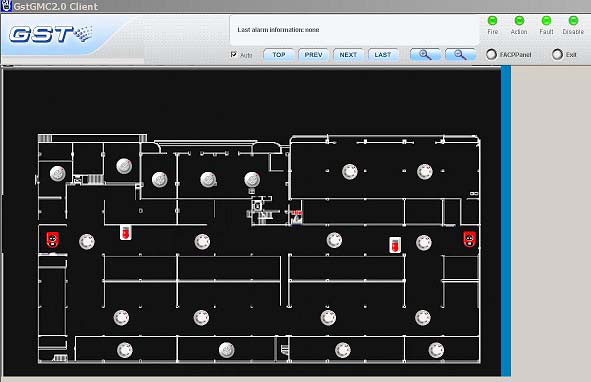 GstGMC2.0 Client
GST
Last alarm information: none
Fire Action Fault Disable
Auto TOP PREV NEXT LAST FACPPanel Exit